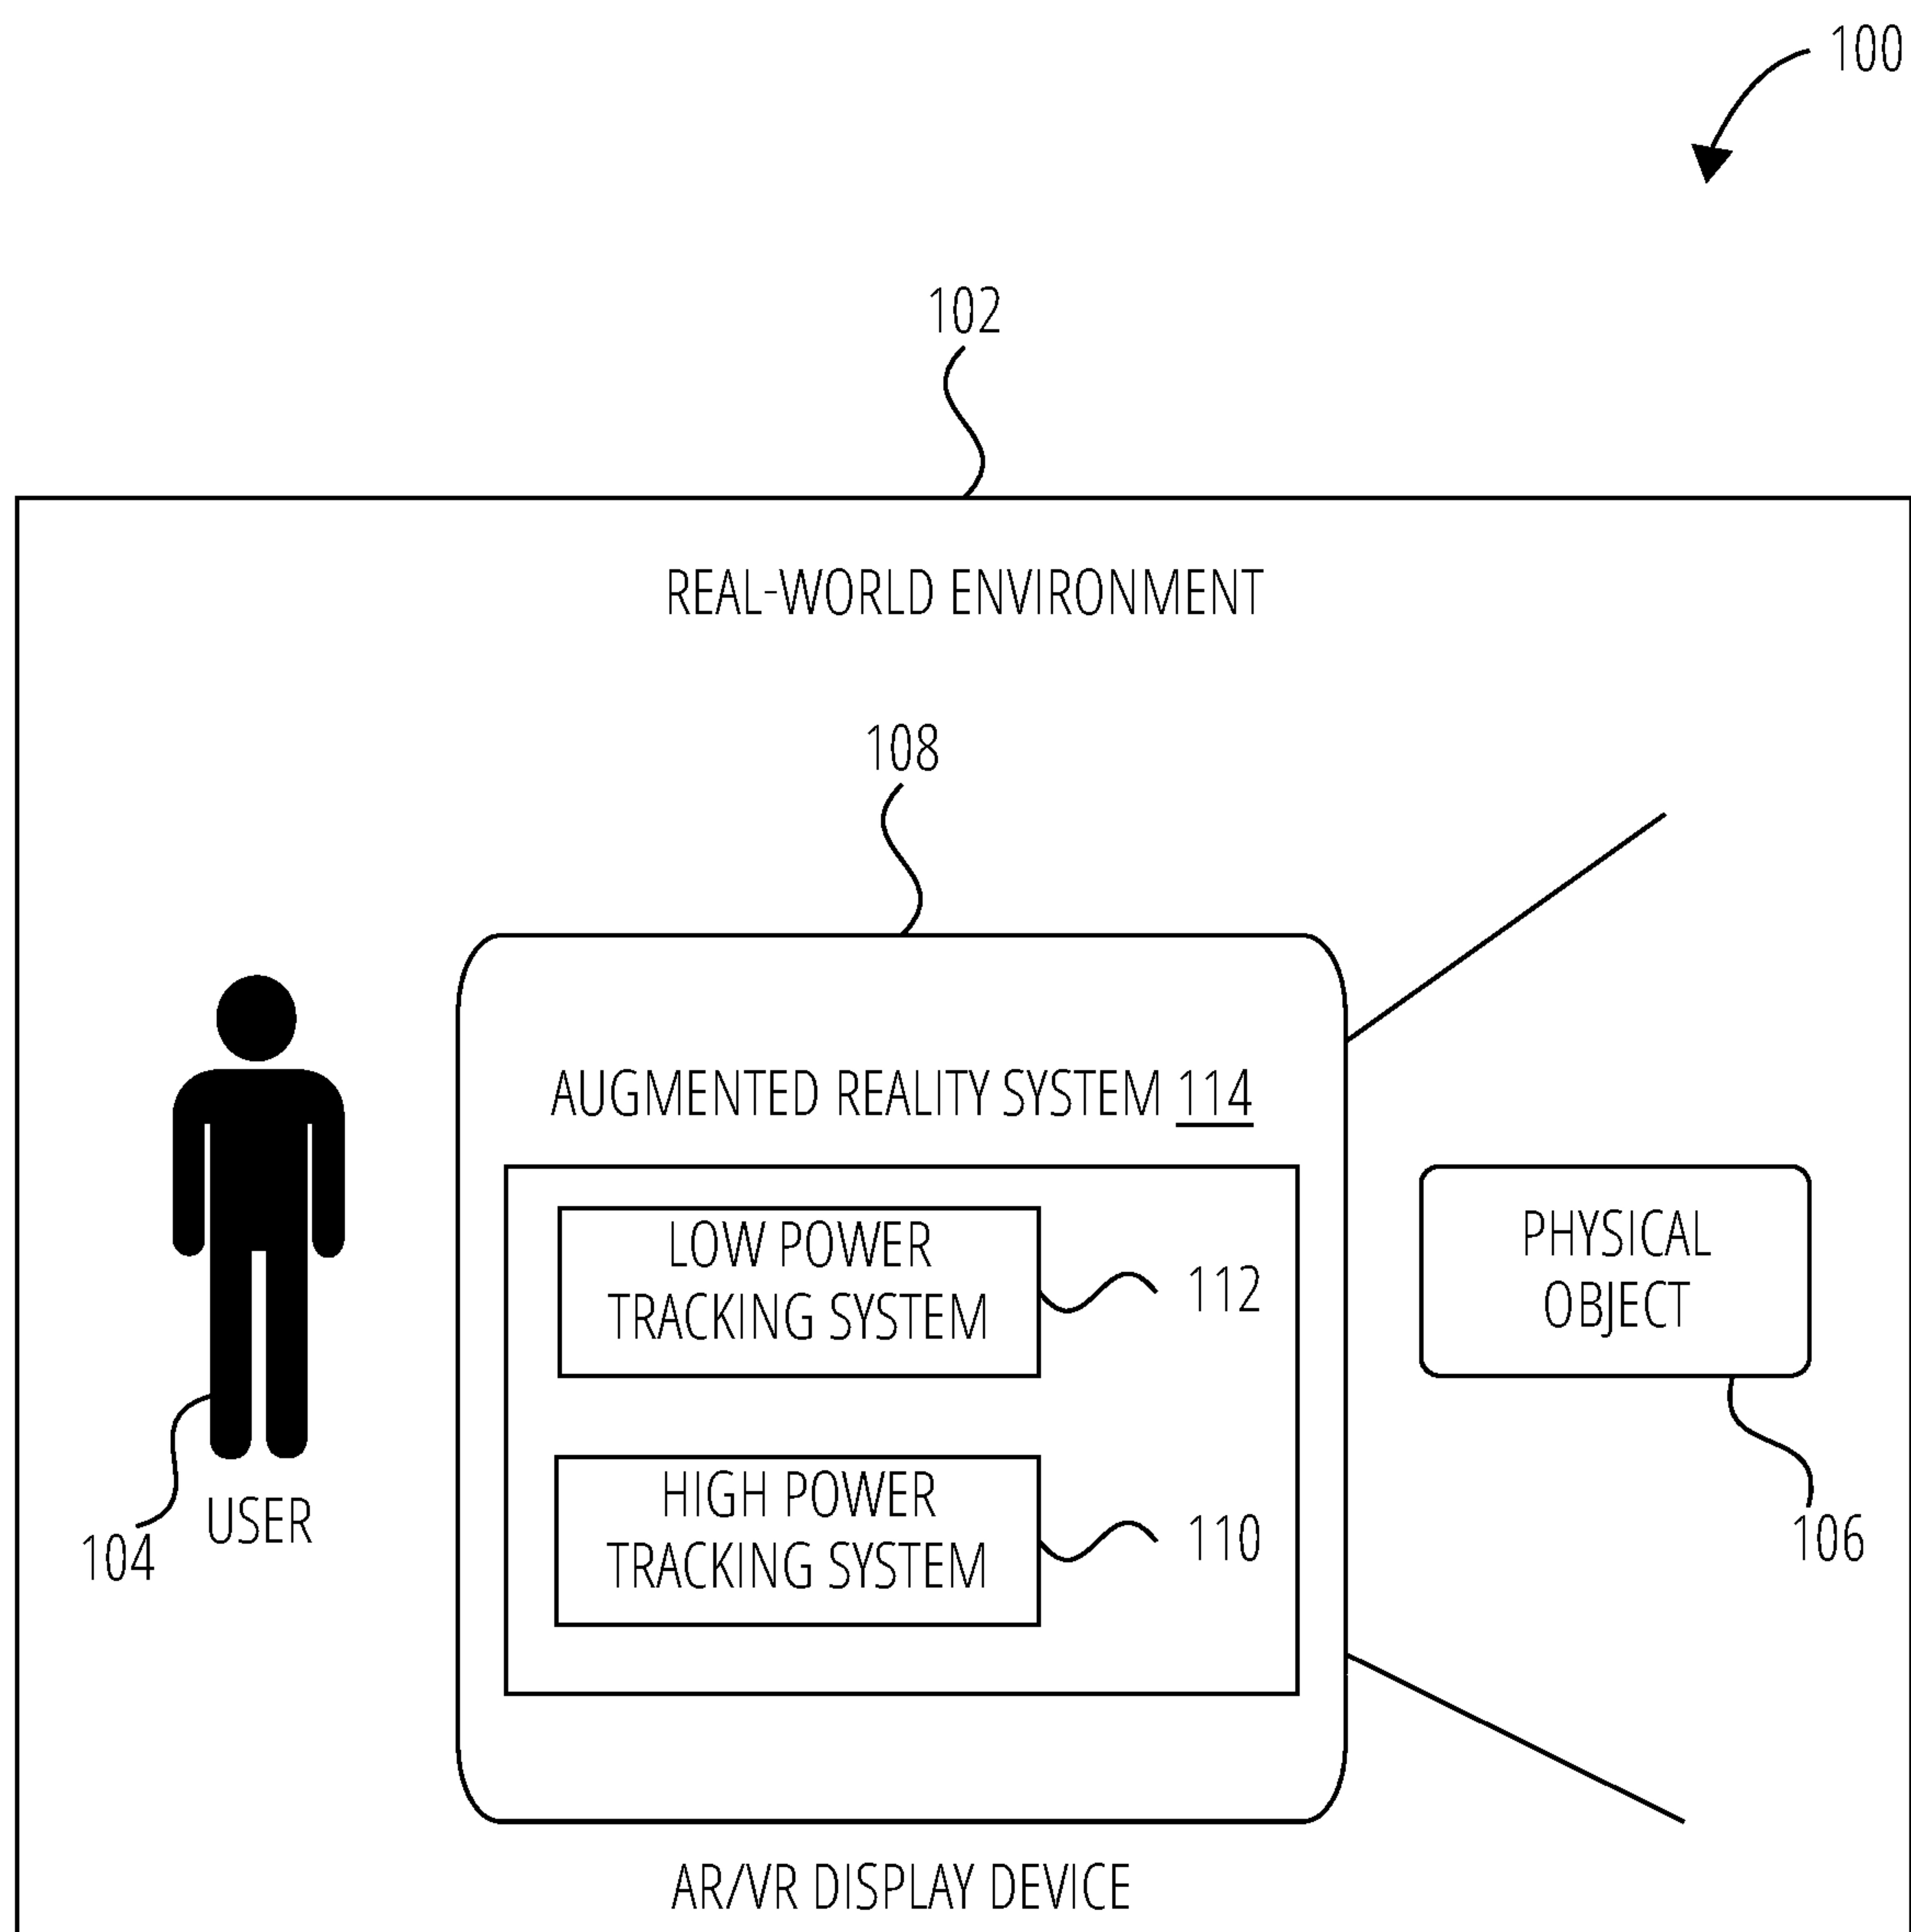 100
102
REAL-WORLD ENVIRONMENT
108
AUGMENTED REALITY SYSTEM 114
LOW POWER
TRACKING SYSTEM
112
HIGH POWER
TRACKING SYSTEM
110
PHYSICAL
OBJECT
106
USER
104
AR/VR DISPLAY DEVICE